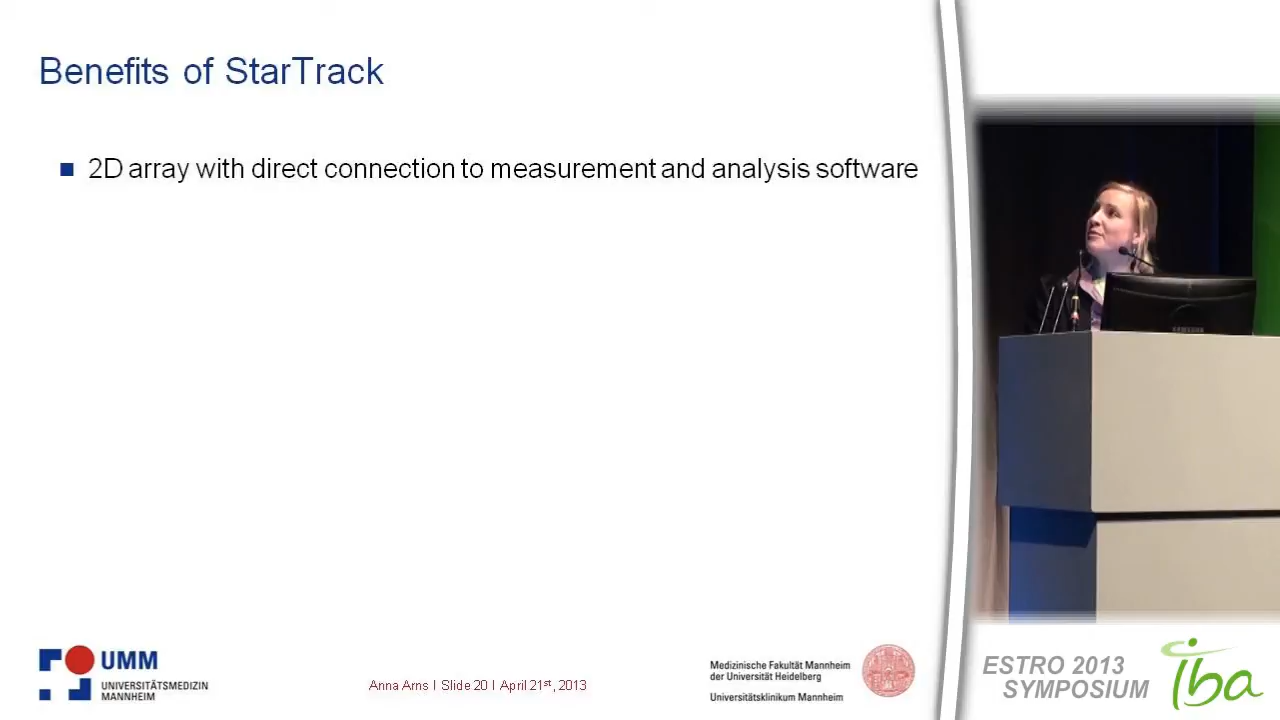 Benefits of StarTrack
2D array with direct connection to measurement and analysis software
UMM
UNIVERSITÄTSMEDIZIN
MANNHEIM
Anna Arns I Slide 20 I April 21st, 2013
Medizinische Fakultät Mannheim
der Universität Heidelberg
Universitätsklinikum Mannheim
SAMSUNG
ESTRO 2013
SYMPOSIUM
iba